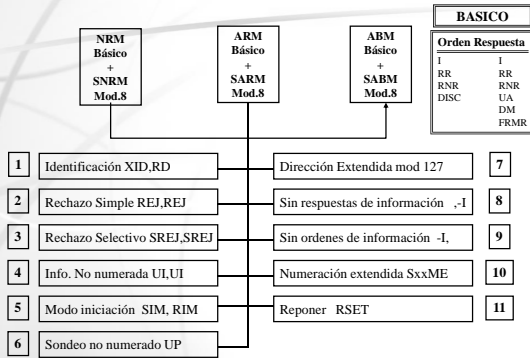 BASICO
Orden Respuesta
I I
RR RR
RNR RNR
DISC UA
DM
FRMR
NRM
Básico
+
SNRM
Mod.8
ARM
Básico
+
SARM
Mod.8
ABM
Básico
+
SABM
Mod.8
1 Identificación XID,RD
2 Rechazo Simple REJ,REJ
3 Rechazo Selectivo SREJ,SREJ
4 Info. No numerada UI,UI
5 Modo iniciación SIM, RIM
6 Sondeo no numerado UP
Dirección Extendida mod 127 7
Sin respuestas de información ,-I 8
Sin ordenes de información -I, 9
Numeración extendida SxxME 10
Reponer RSET 11